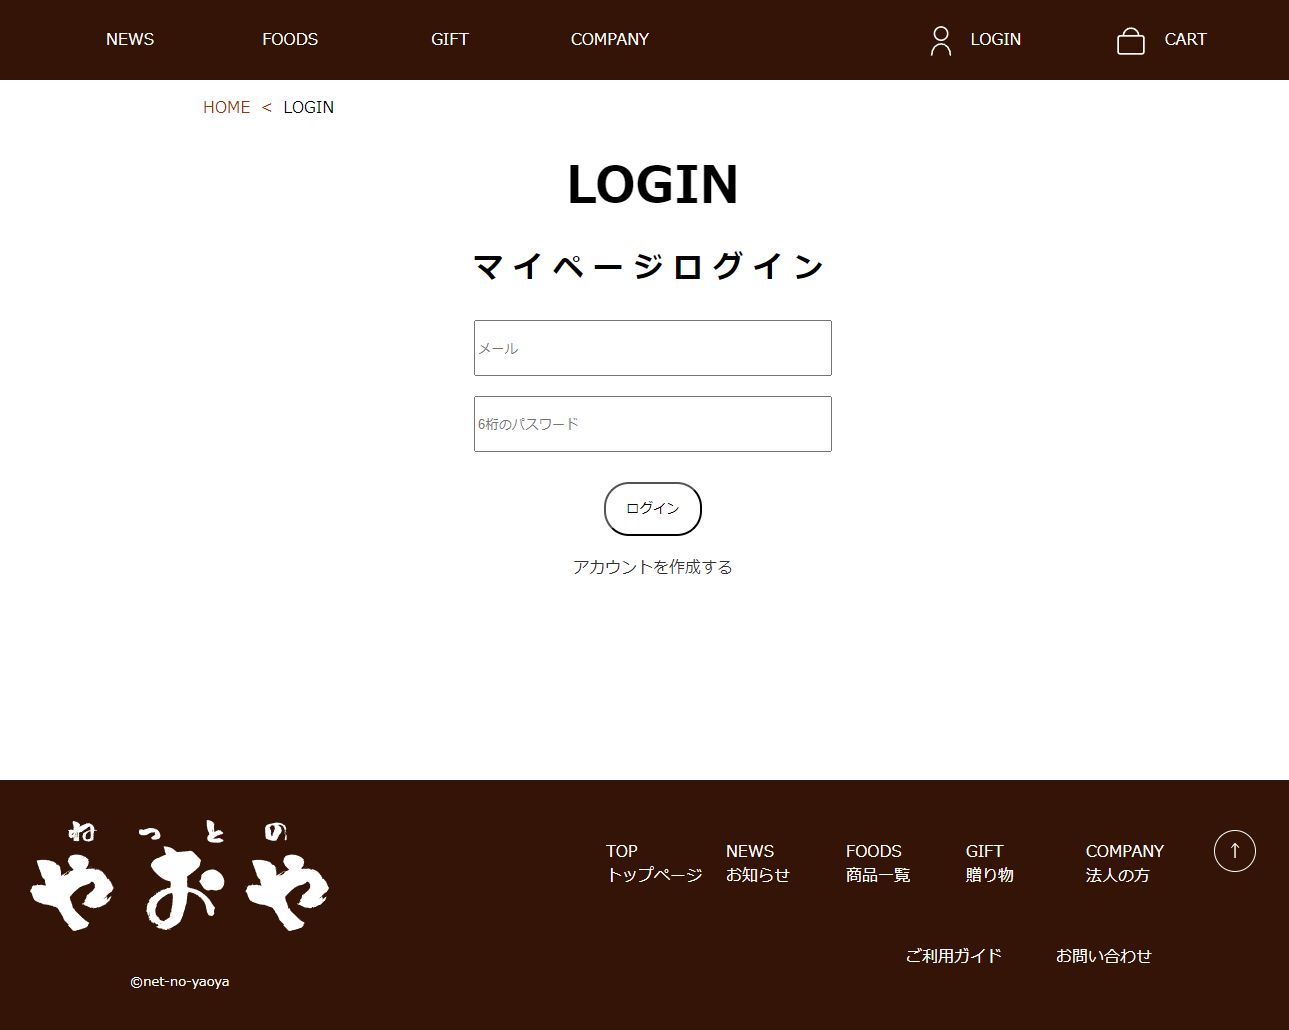 NEWS FOODS GIFT COMPANY LOGIN CART
HOME < LOGIN
LOGIN
マイページログイン
メール
6桁のパスワード
ログイン
アカウントを作成する
ねっとの
やおや
TOP NEWS FOODS GIFT COMPANY ↑
トップページ お知らせ 商品一覧 贈り物 法人の方
ご利用ガイド お問い合わせ
©net-no-yaoya